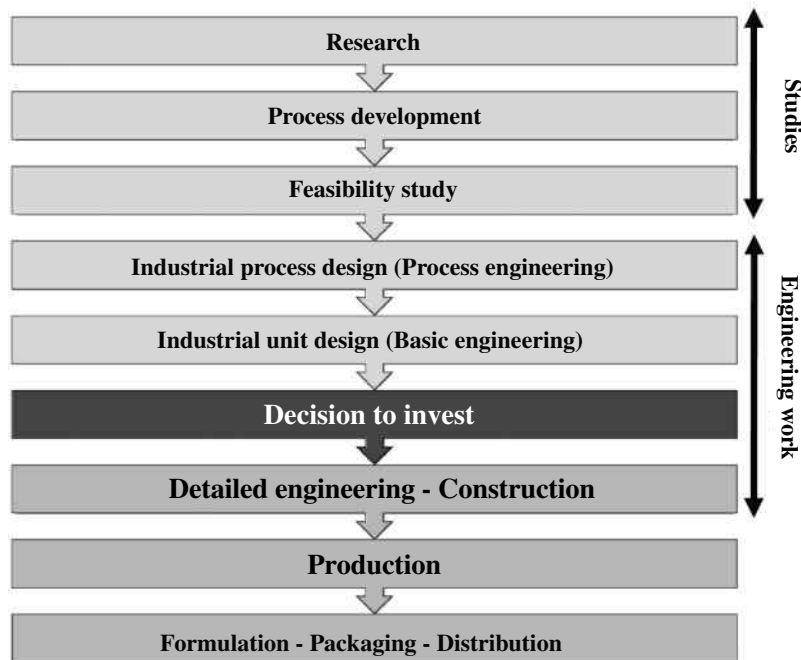 Research
Process development
Feasibility study
Industrial process design (Process engineering)
Industrial unit design (Basic engineering)
Decision to invest
Detailed engineering - Construction
Production
Formulation - Packaging - Distribution
Studies
Engineering work